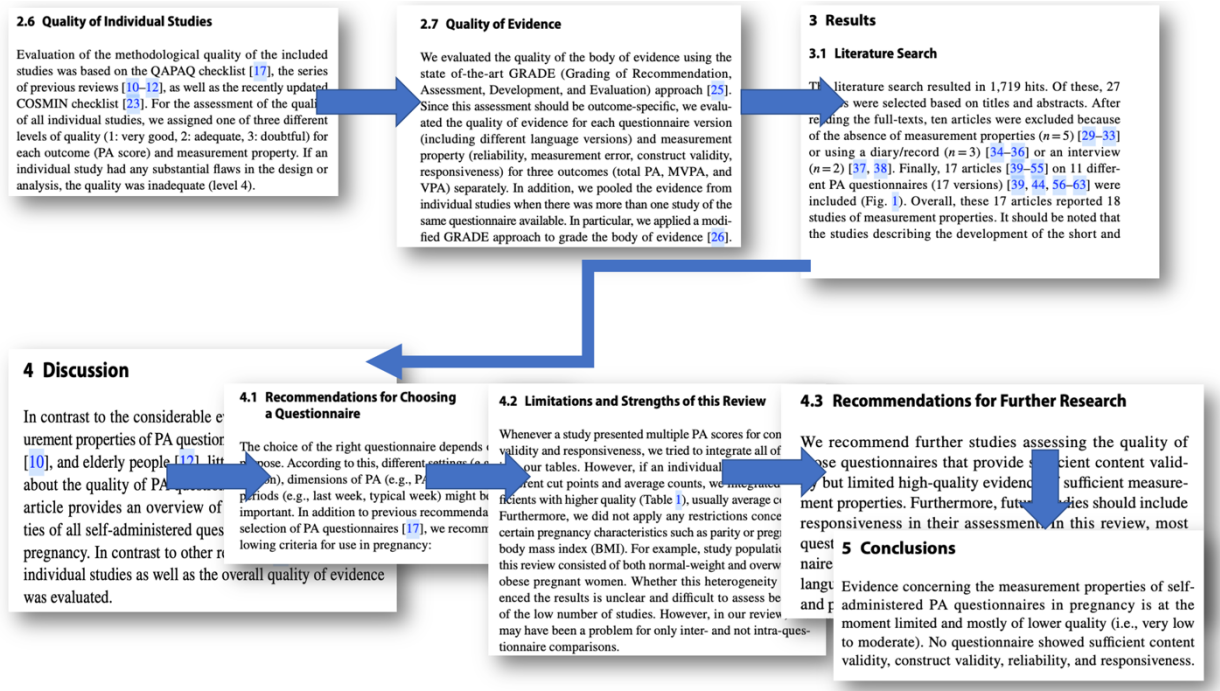 2.6 Quality of Individual Studies
Evaluation of the methodological quality of the included
studies was based on the QAPAQ checklist [17], the series
of previous reviews [10–12], as well as the recently updated
COSMIN checklist [23]. For the assessment of the quali
of all individual studies, we assigned one of three different
levels of quality (1: very good, 2: adequate, 3: doubtful) for
each outcome (PA score) and measurement property. If an
individual study had any substantial flaws in the design or
analysis, the quality was inadequate (level 4).
2.7 Quality of Evidence
We evaluated the quality of the body of evidence using the
state of-the-art GRADE (Grading of Recommendation,
Assessment, Development, and Evaluation) approach [25].
Since this assessment should be outcome-specific, we evalu-
ated the quality of evidence for each questionnaire version
(including different language versions) and measurement
property (reliability, measurement error, construct validity,
responsiveness) for three outcomes (total PA, MVPA, and
VPA) separately. In addition, we pooled the evidence from
individual studies when there was more than one study of the
same questionnaire available. In particular, we applied a modi-
fied GRADE approach to grade the body of evidence [26].
3 Results
3.1 Literature Search
literature search resulted in 1,719 hits. Of these, 27
were selected based on titles and abstracts. After
the full-texts, ten articles were excluded because
of the absence of measurement properties (n=5) [29–33]
or using a diary/record (n=3) [34–36] or an interview
(n=2) [37, 38]. Finally, 17 articles [39–55] on 11 differ-
ent PA questionnaires (17 versions) [39, 44, 56–63] were
included (Fig. 1). Overall, these 17 articles reported 18
studies of measurement properties. It should be noted that
the studies describing the development of the short and
4 Discussion
In contrast to the considerable e
urement properties of PA question
[10], and elderly people [12], litt
about the quality of PA
article provides an overview of
ties of all self-administered ques
pregnancy. In contrast to other r
individual studies as well as the overall quality of evidence
was evaluated.
4.1 Recommendations for Choosing
a Questionnaire
The choice of the right questionnaire depends
According to this, different settings
dimensions of PA (e.g., PA
periods (e.g., last week, typical week) might b
important. In addition to previous recommenda
selection of PA questionnaires [17], we recomm
lowing criteria for use in pregnancy:
4.2 Limitations and Strengths of this Review
Whenever a study presented multiple PA scores for con
validity and responsiveness, we tried to integrate all of
our tables. However, if an individual
cut points and average counts, we integrated
ficients with higher quality (Table 1), usually average c
Furthermore, we did not apply any restrictions conce
certain pregnancy characteristics such as parity or preg
body mass index (BMI). For example, study populati
this review consisted of both normal-weight and overw
obese pregnant women. Whether this heterogeneity
enced the results is unclear and difficult to assess be
of the low number of studies. However, in our review,
may have been a problem for only inter- and not intra-ques-
tionnaire comparisons.
4.3 Recommendations for Further Research
We recommend further studies assessing the quality of
questionnaires that provide content valid-
but limited high-quality evidence sufficient measure-
ment properties. Furthermore, should include
responsiveness in their assessment. In this review, most
quest
naire
langu
and p
5 Conclusions
Evidence concerning the measurement properties of self-
administered PA questionnaires in pregnancy is at the
moment limited and mostly of lower quality (i.e., very low
to moderate). No questionnaire showed sufficient content
validity, construct validity, reliability, and responsiveness.